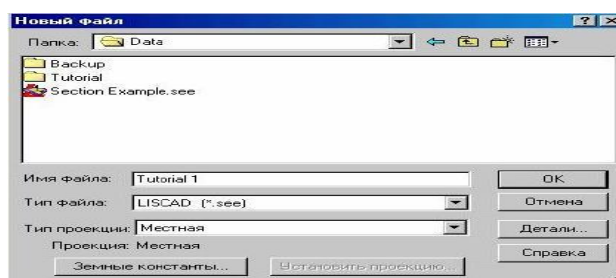 Новый файл
Папка: Data
Backup
Tutorial
Section Example.see
Имя файла: Tutorial 1 OK
Тип файла: LISCAD (*.see) Отмена
Тип проекции: Местная Детали...
Проекция: Местная Справка
Земные константы... Установить проекцию...